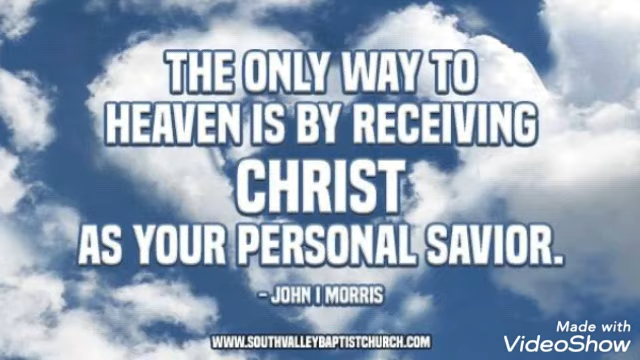 THE ONLY WAY TO
HEAVEN IS BY RECEIVING
CHRIST
AS YOUR PERSONAL SAVIOR.
- JOHN I MORRIS
WWW.SOUTHVALLEYBAPTISTCHURCH.COM
Made with
VideoShow